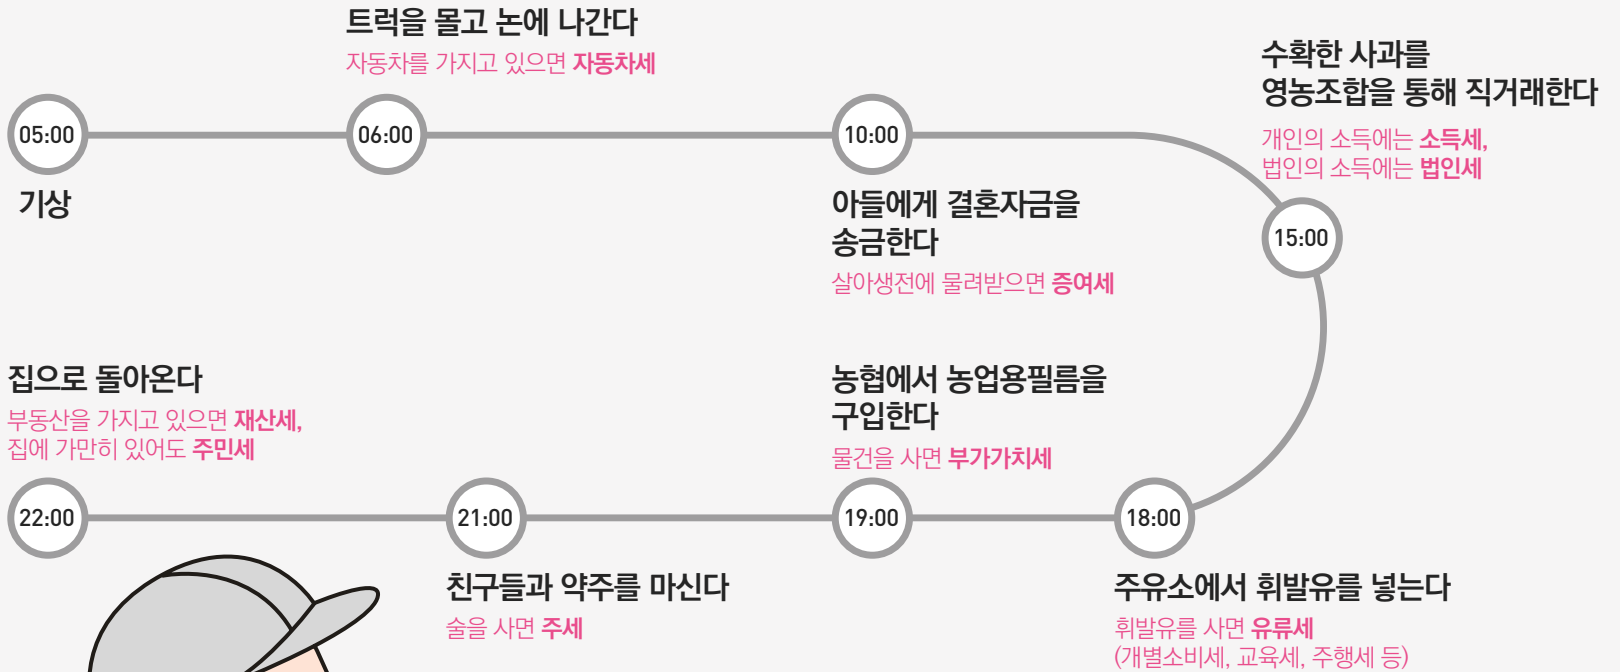 05:00
기상
트럭을 몰고 논에 나간다
자동차를 가지고 있으면 자동차세
06:00
10:00
아들에게 결혼자금을
송금한다
살아생전에 물려받으면 증여세
수확한 사과를
영농조합을 통해 직거래한다
개인의 소득에는 소득세,
법인의 소득에는 법인세
15:00
18:00
주유소에서 휘발유를 넣는다
휘발유를 사면 유류세
(개별소비세, 교육세, 주행세 등)
농협에서 농업용필름을
구입한다
물건을 사면 부가가치세
19:00
21:00
친구들과 약주를 마신다
술을 사면 주세
집으로 돌아온다
부동산을 가지고 있으면 재산세,
집에 가만히 있어도 주민세
22:00